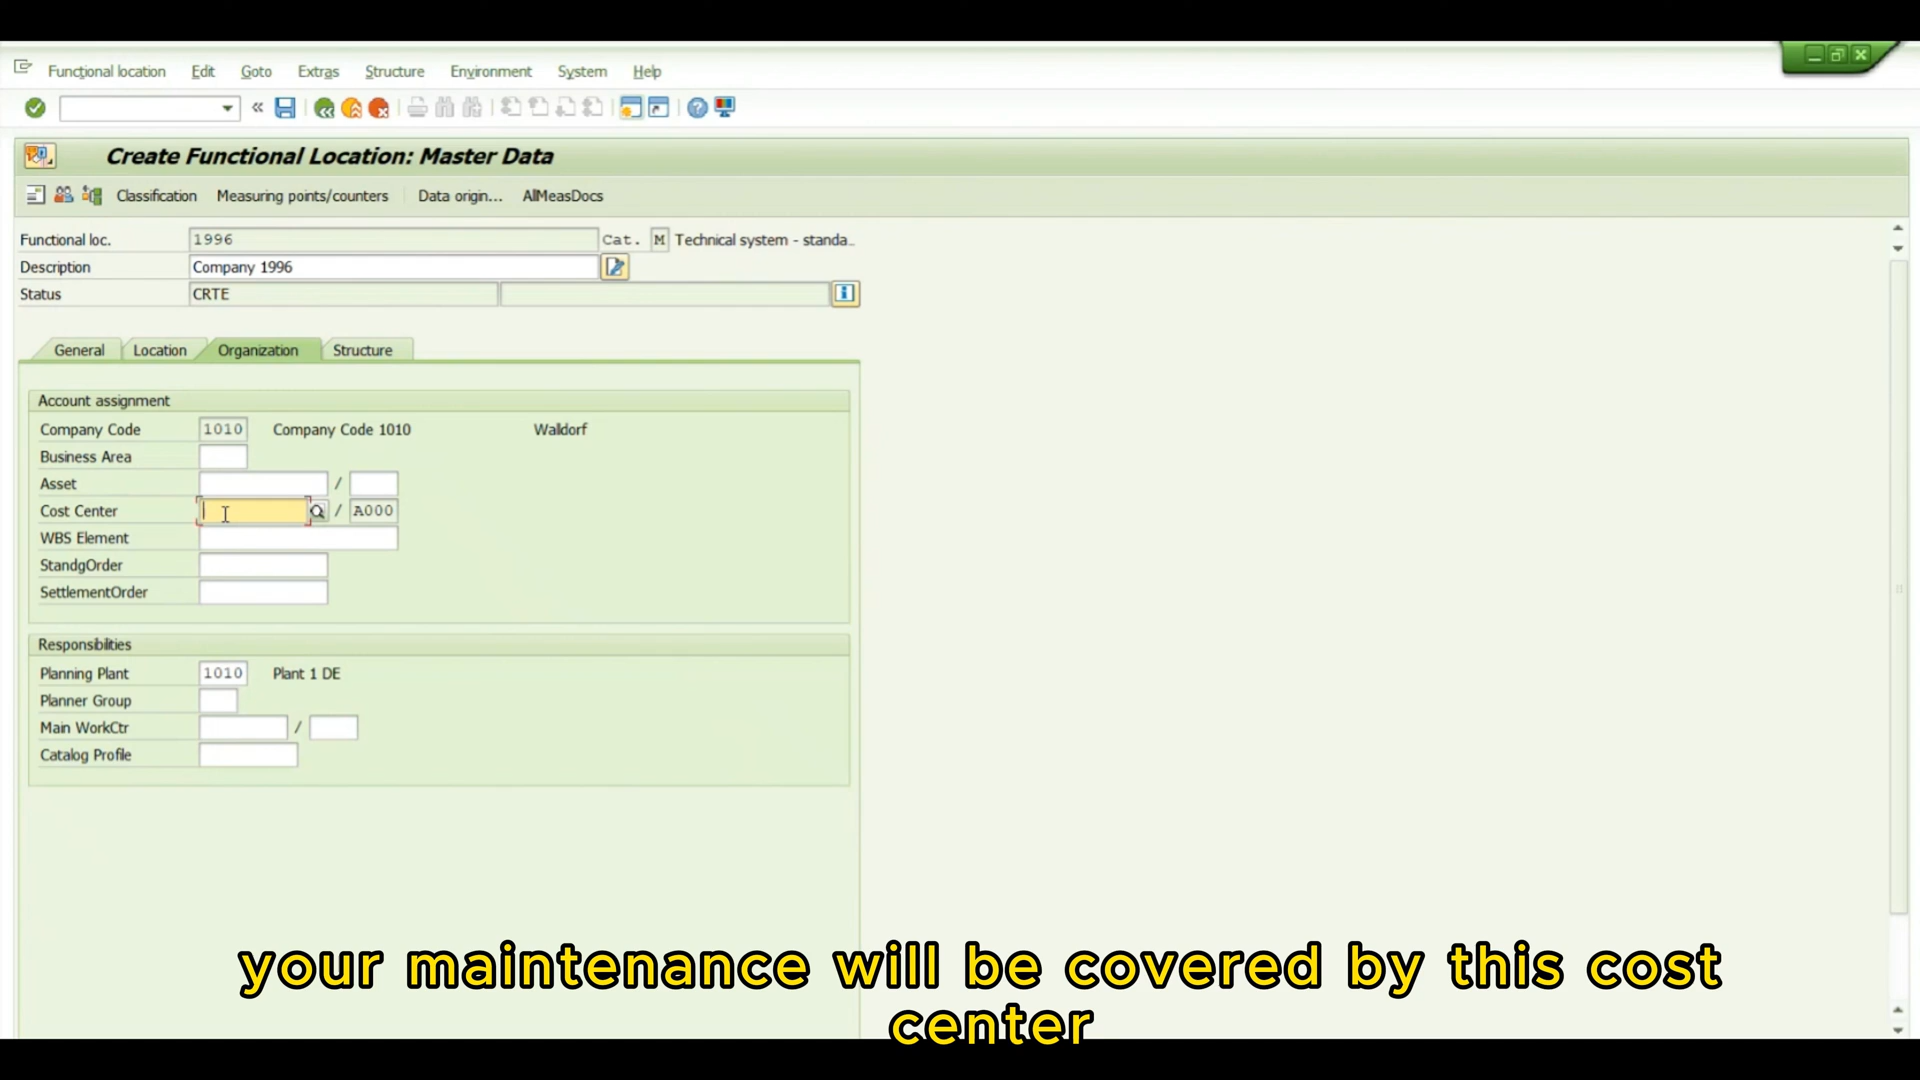 Functional location Edit Goto Extras Structure Environment System Help
Create Functional Location: Master Data
Classification Measuring points/counters Data origin... AllMeasDocs
Functional loc. 1996 Cat. M Technical system - standa..
Description Company 1996
Status CRTE
General Location Organization Structure
Account assignment
Company Code 1010 Company Code 1010 Walldorf
Business Area
Asset /
Cost Center / A000
WBS Element
StandgOrder
SettlementOrder
Responsibilities
Planning Plant 1010 Plant 1 DE
Planner Group
Main WorkCtr /
Catalog Profile
your maintenance will be covered by this cost
center